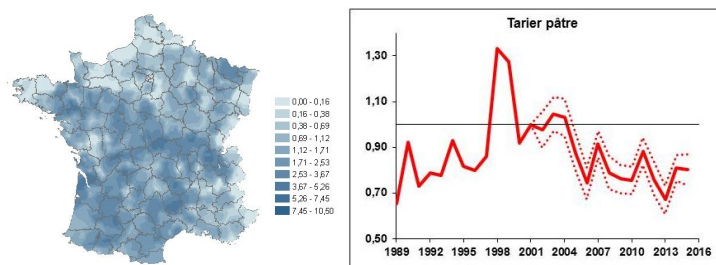 0,00 - 0,16
0,16 - 0,38
0,38 - 0,69
0,69 - 1,12
1,12 - 1,71
1,71 - 2,53
2,53 - 3,67
3,67 - 5,26
5,26 - 7,45
7,45 - 10,50
Tarier pâtre
1,30
1,10
0,90
0,70
0,50
1989 1992 1995 1998 2001 2004 2007 2010 2013 2016